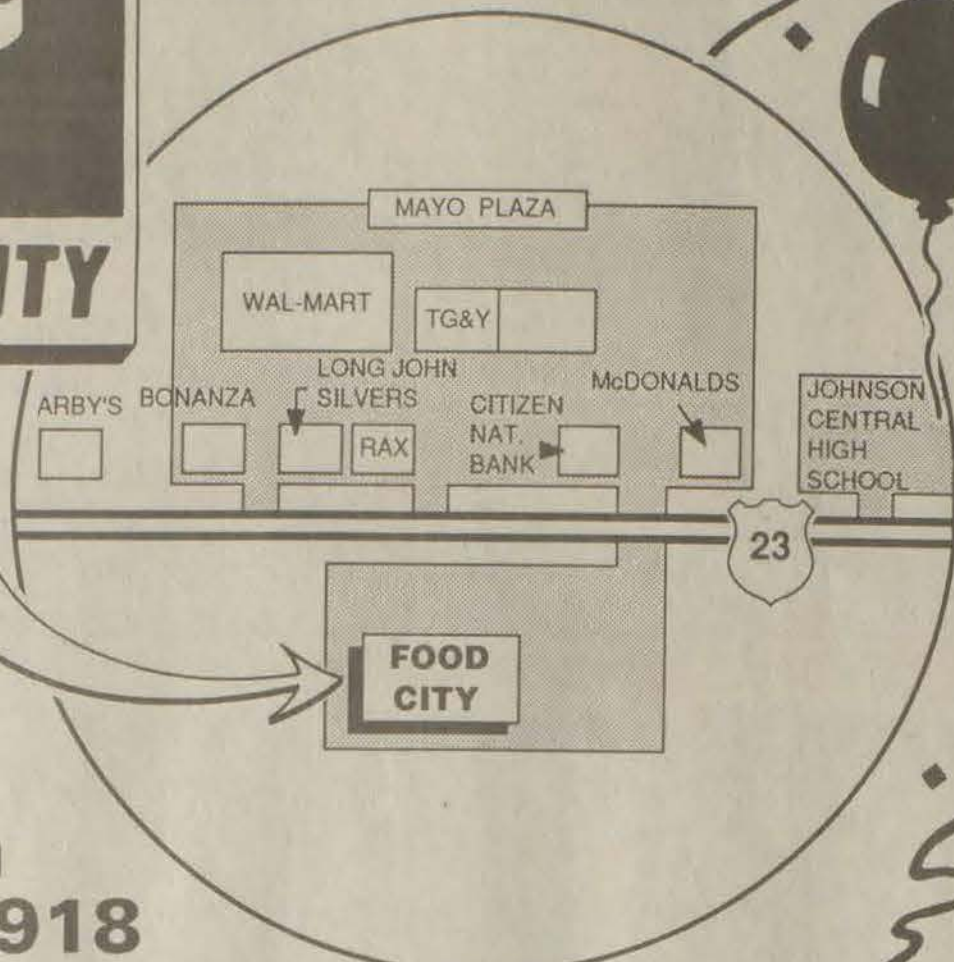 MAYO PLAZA
WAL-MART
TG&Y
ARBY'S
BONANZA
LONG JOHN
SILVERS
RAX
CITIZEN
NAT.
BANK
McDONALDS
JOHNSON
CENTRAL
HIGH
SCHOOL
23
FOOD
CITY
918